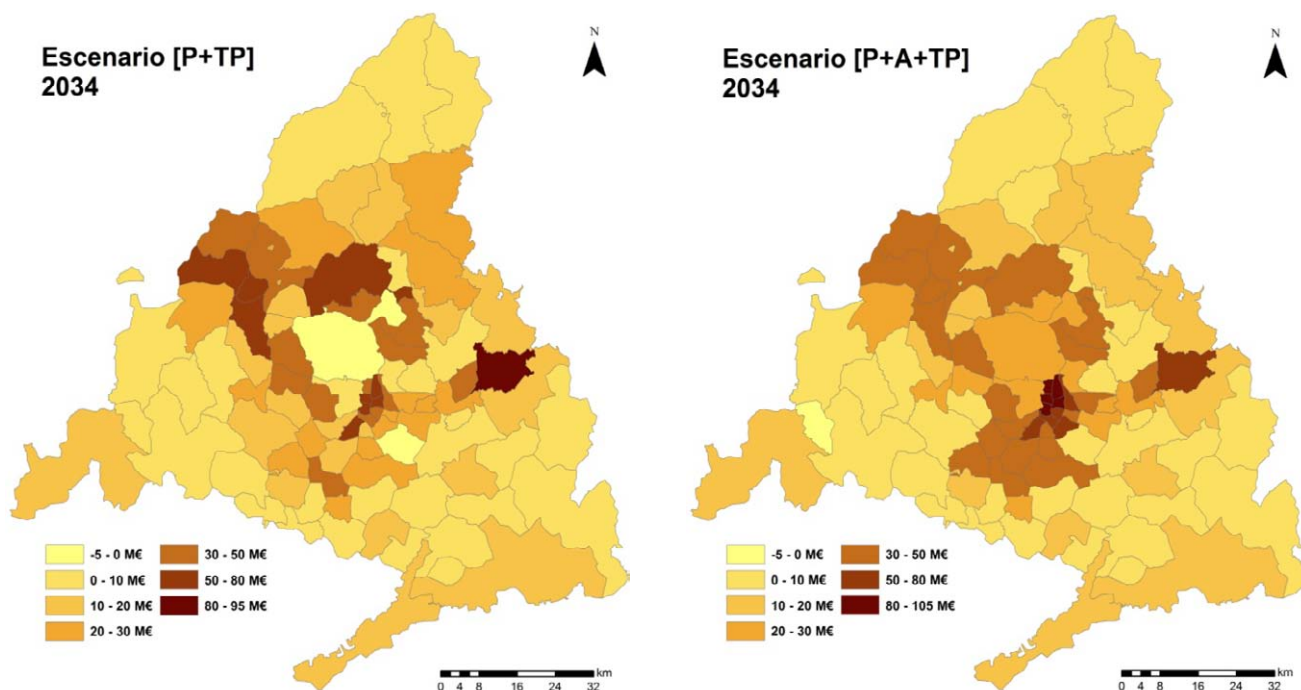 Escenario [P+TP]
2034
N
-5 - 0 M€
0 - 10 M€
10 - 20 M€
20 - 30 M€
30 - 50 M€
50 - 80 M€
80 - 95 M€
km
0 4 8 16 24 32
Escenario [P+A+TP]
2034
N
-5 - 0 M€
0 - 10 M€
10 - 20 M€
20 - 30 M€
30 - 50 M€
50 - 80 M€
80 - 105 M€
km
0 4 8 16 24 32